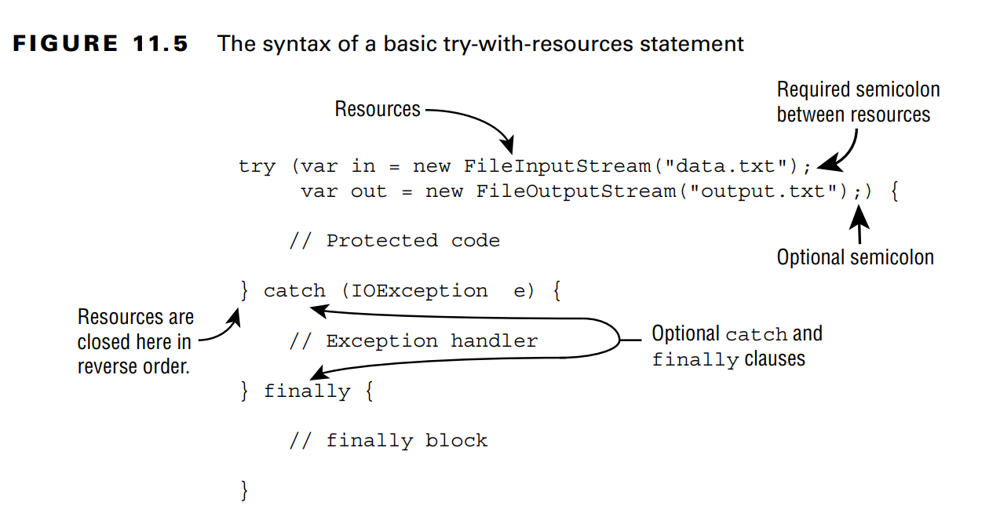 FIGURE 11.5 The syntax of a basic try-with-resources statement
Required semicolon
between resources
Resources
try (var in = new FileInputStream("data.txt");
var out = new FileOutputStream("output.txt");) {
// Protected code
Optional semicolon
} catch (IOException e) {
Resources are
closed here in
reverse order.
// Exception handler
Optional catch and
finally clauses
} finally {
// finally block
}